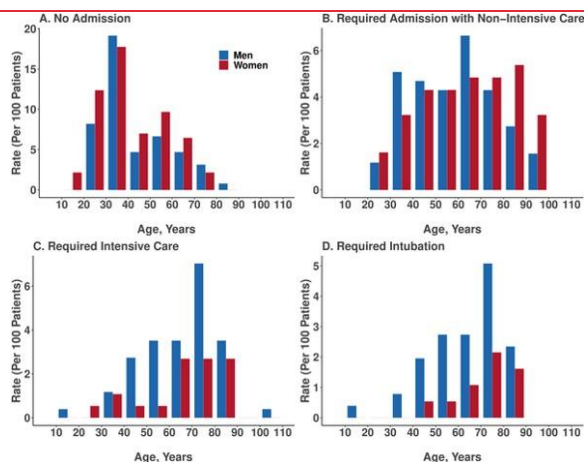 A. No Admission
Rate (Per 100 Patients)
20
15
10
5
0
Men
Women
10 20 30 40 50 60 70 80 90 100 110
Age, Years
B. Required Admission with Non-Intensive Care
Rate (Per 100 Patients)
6
4
2
0
10 20 30 40 50 60 70 80 90 100 110
Age, Years
C. Required Intensive Care
Rate (Per 100 Patients)
6
4
2
0
10 20 30 40 50 60 70 80 90 100 110
Age, Years
D. Required Intubation
Rate (Per 100 Patients)
5
4
3
2
1
0
10 20 30 40 50 60 70 80 90 100 110
Age, Years